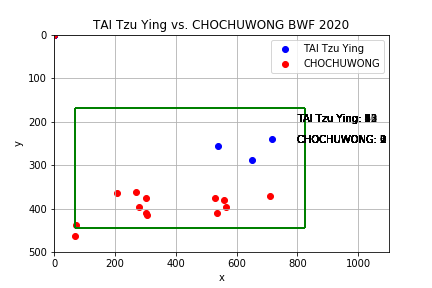 TAI Tzu Ying vs. CHOCHUWONG BWF 2020
TAI Tzu Ying
CHOCHUWONG
0
100
200
300
400
500
y
TAI Tzu Ying:
CHOCHUWONG:
0
200
400
600
800
1000
x